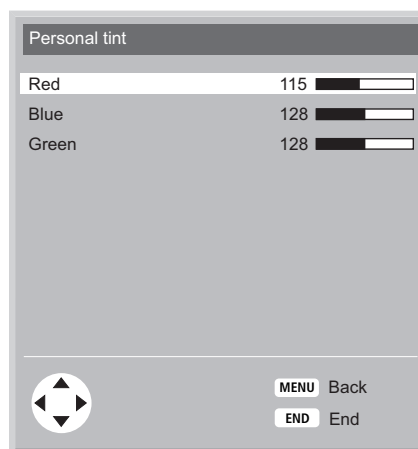 Personal tint
Red 115
Blue 128
Green 128
MENU Back
END End